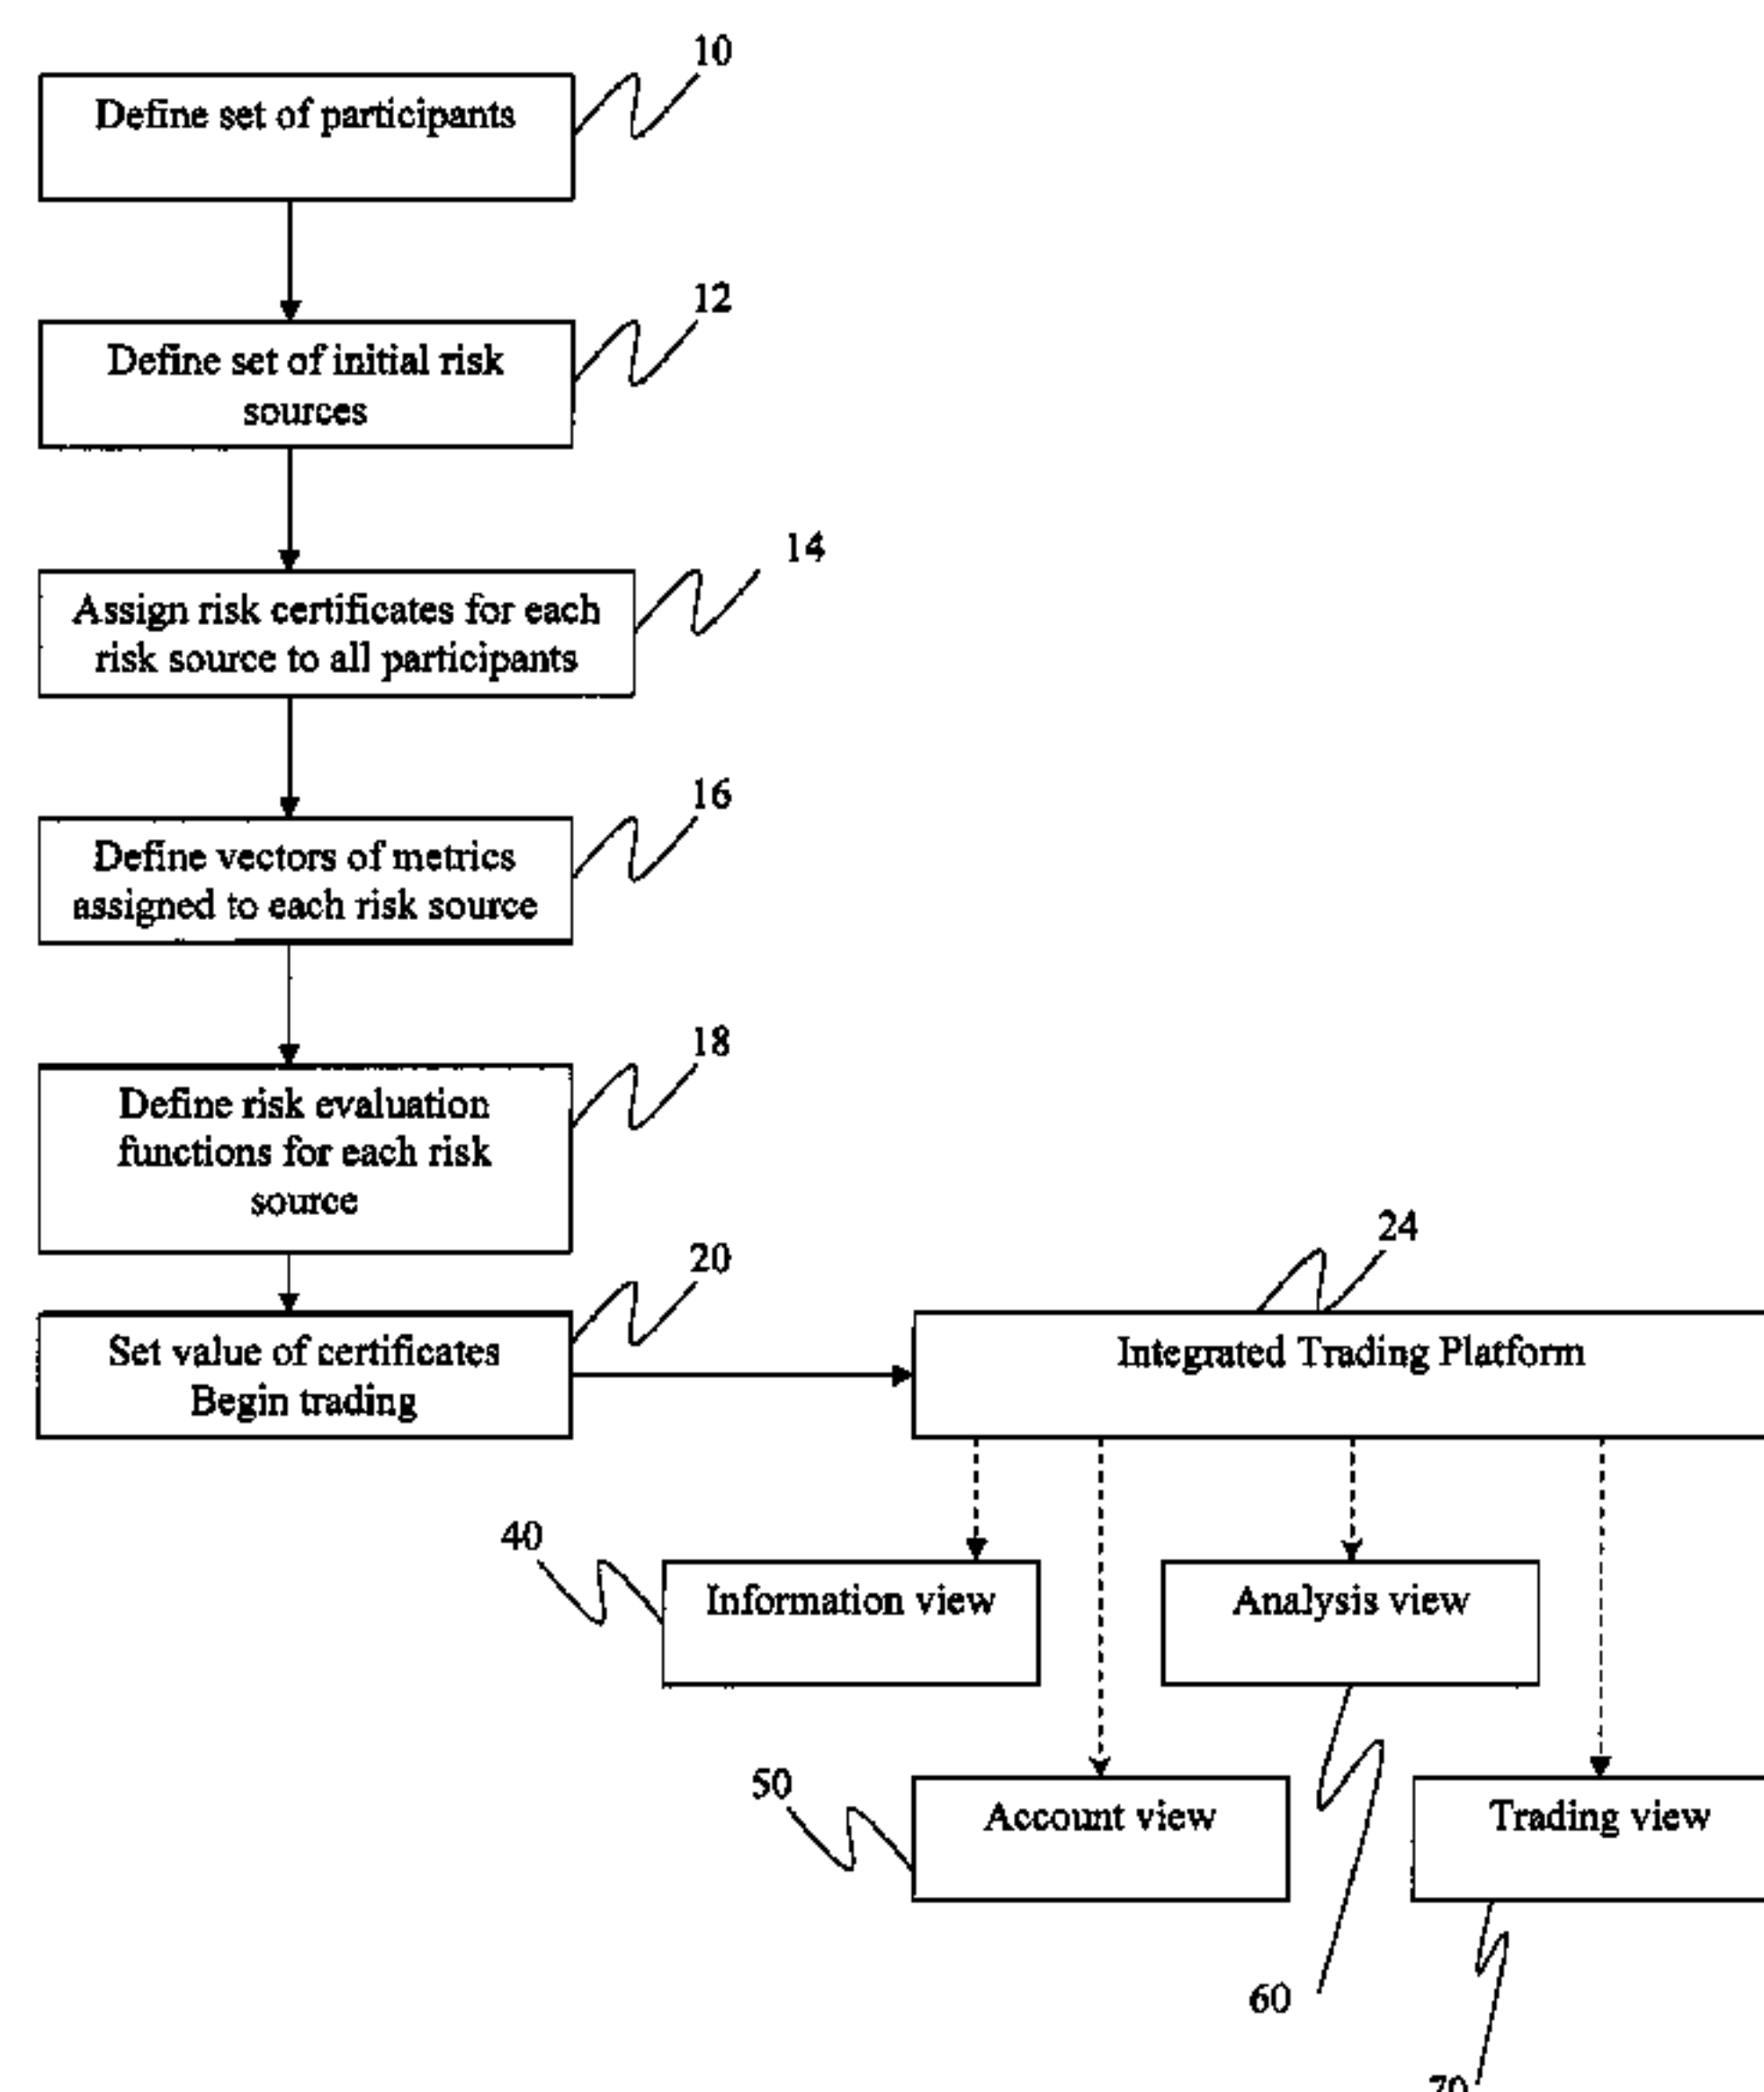 10
Define set of participants
12
Define set of initial risk
sources
14
Assign risk certificates for each
risk source to all participants
16
Define vectors of metrics
assigned to each risk source
18
Define risk evaluation
functions for each risk
source
20
Set value of certificates
Begin trading
24
Integrated Trading Platform
40
Information view
Analysis view
50
Account view
Trading view
60
70